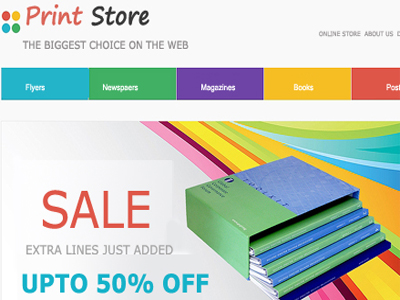 Print Store
THE BIGGEST CHOICE ON THE WEB
ONLINE STORE ABOUT US
Flyers
Newspaers
Magazines
Books
Post
SALE
EXTRA LINES JUST ADDED
UPTO 50% OFF
TOOLKIT